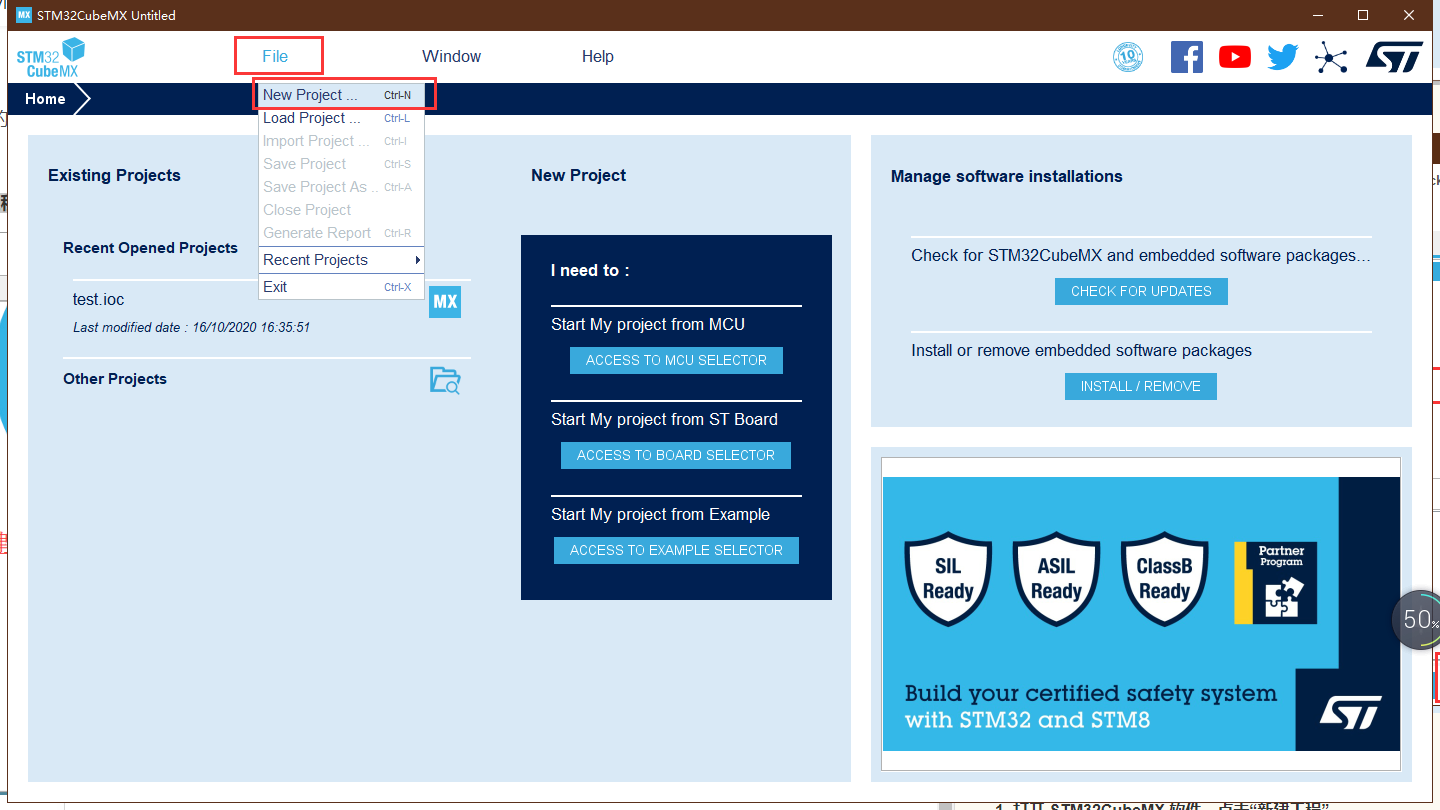 MX STM32CubeMX Untitled
STM32
CubeMX
File
Window
Help
10
Home
New Project ... Ctrl-N
Load Project ... Ctrl-L
Import Project ... Ctrl-I
Save Project Ctrl-S
Save Project As .. Ctrl-A
Close Project
Generate Report Ctrl-R
Recent Projects
Exit Ctrl-X
Existing Projects
Recent Opened Projects
test.ioc
MX
Last modified date : 16/10/2020 16:35:51
Other Projects
New Project
I need to :
Start My project from MCU
ACCESS TO MCU SELECTOR
Start My project from ST Board
ACCESS TO BOARD SELECTOR
Start My project from Example
ACCESS TO EXAMPLE SELECTOR
Manage software installations
Check for STM32CubeMX and embedded software packages...
CHECK FOR UPDATES
Install or remove embedded software packages
INSTALL / REMOVE
SIL
Ready
ASIL
Ready
ClassB
Ready
Partner
Program
Build your certified safety system
with STM32 and STM8
ST
50%
1. 打开 STM32CubeMX 软件，点击“新建工程”